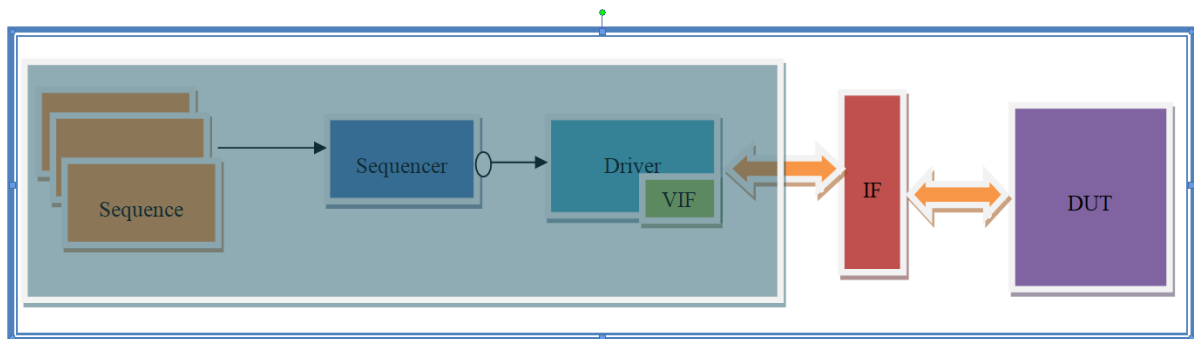 Sequence
Sequencer
Driver
VIF
IF
DUT